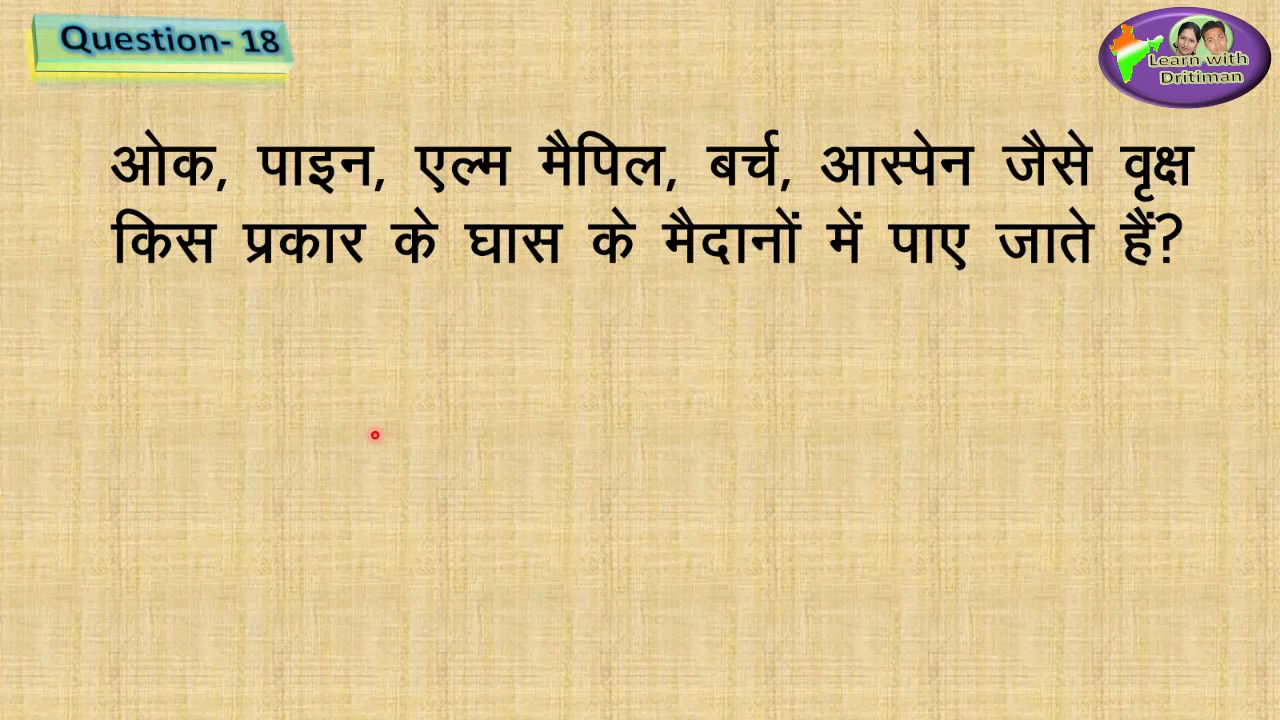 Question- 18
Learn with
Dritiman
ओक, पाइन, एल्म मैपिल, बर्च, आस्पेन जैसे वृक्ष
किस प्रकार के घास के मैदानों में पाए जाते हैं?